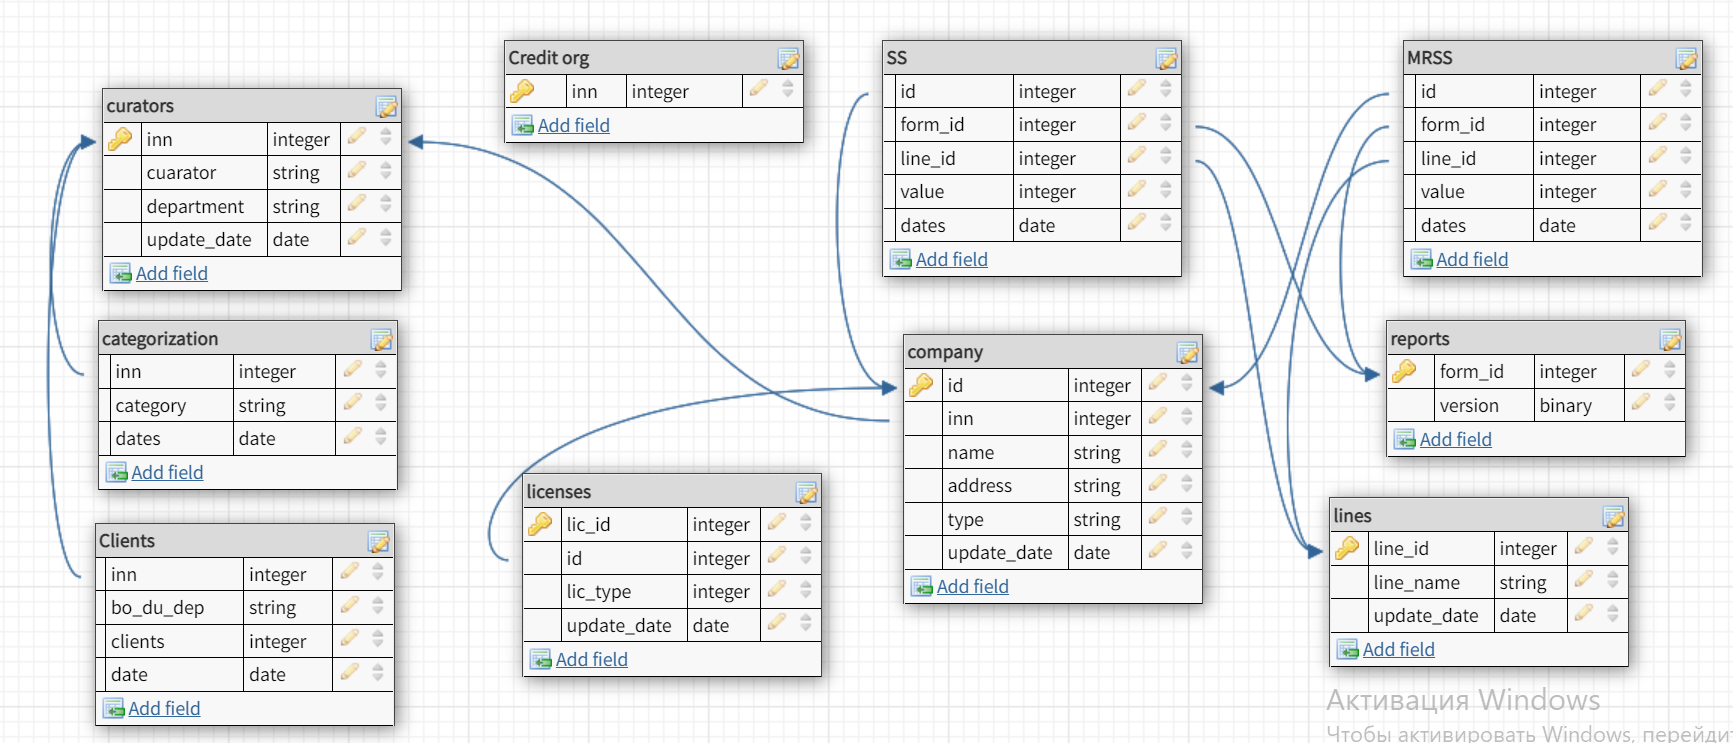 curators
inn integer
cuarator string
department string
update_date date
Add field
categorization
inn integer
category string
dates date
Add field
Clients
inn integer
bo_du_dep string
clients integer
date date
Add field
Credit org
inn integer
Add field
licenses
lic_id integer
id integer
lic_type integer
update_date date
Add field
SS
id integer
form_id integer
line_id integer
value integer
dates date
Add field
company
id integer
inn integer
name string
address string
type string
update_date date
Add field
MRSS
id integer
form_id integer
line_id integer
value integer
dates date
Add field
reports
form_id integer
version binary
Add field
lines
line_id integer
line_name string
update_date date
Add field
Активация Windows
Чтобы активировать Windows, перейди